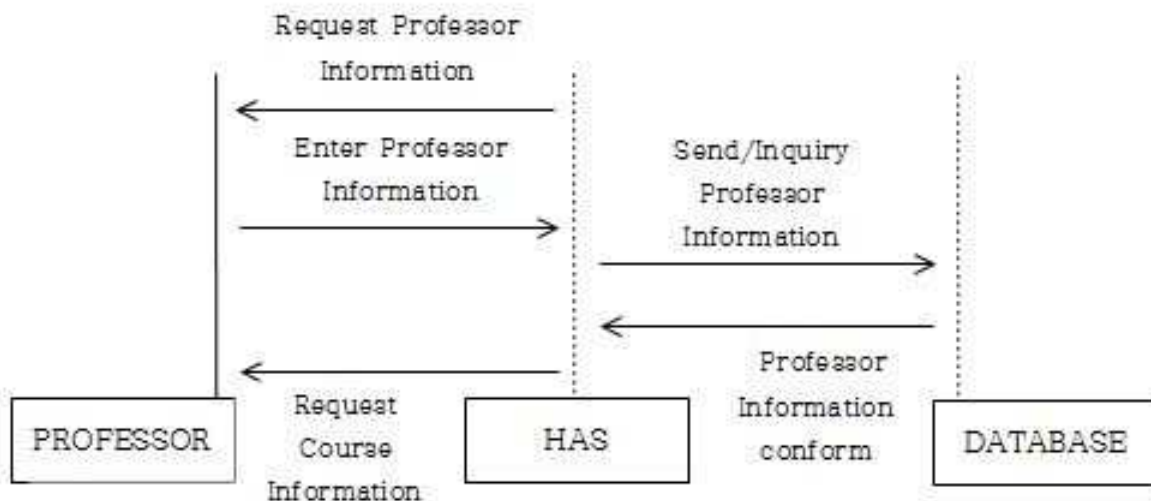 Request Professor
Information
Enter Professor
Information
Send/Inquiry
Professor
Information
Professor
Information
conform
Request
Course
Information
PROFESSOR
HAS
DATABASE